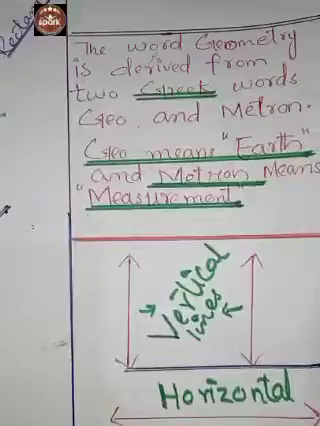 spark
The word Geometry
is derived from
two Greek words
Geo and Metron.
Geo means "Earth"
and Metron Means
"Measurement"
Vertical
lines
Horizontal